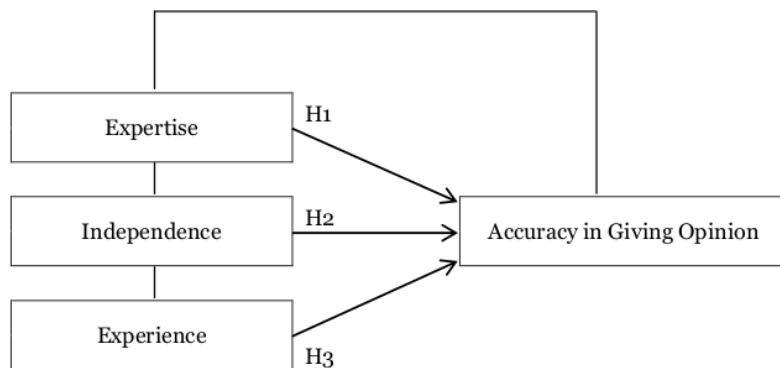 H1
Expertise
H2
Independence
Accuracy in Giving Opinion
Experience
H3